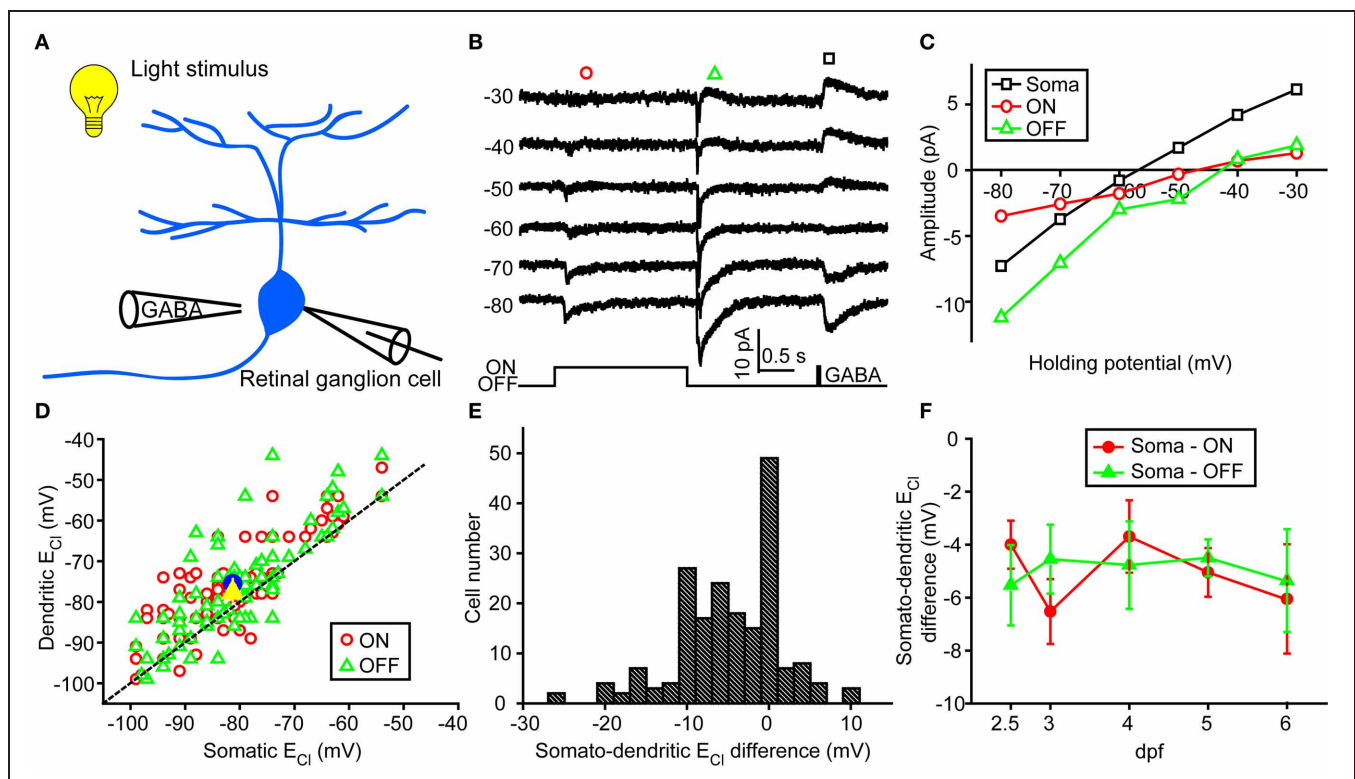 A
Light stimulus
GABA
Retinal ganglion cell
B
-30
-40
-50
-60
-70
-80
10 pA
0.5 s
ON
OFF
GABA
C
Soma
ON
OFF
Amplitude (pA)
5
0
-5
-10
-80 -70 -60 -50 -40 -30
Holding potential (mV)
D
Dendritic ECl (mV)
-40
-50
-60
-70
-80
-90
-100
ON
OFF
-100 -90 -80 -70 -60 -50 -40
Somatic ECl (mV)
E
Cell number
50
40
30
20
10
0
-30 -20 -10 0 10
Somato-dendritic ECl difference (mV)
F
Somato-dendritic ECl
difference (mV)
0
-2
-4
-6
-8
-10
Soma - ON
Soma - OFF
2.5 3 4 5 6
dpf